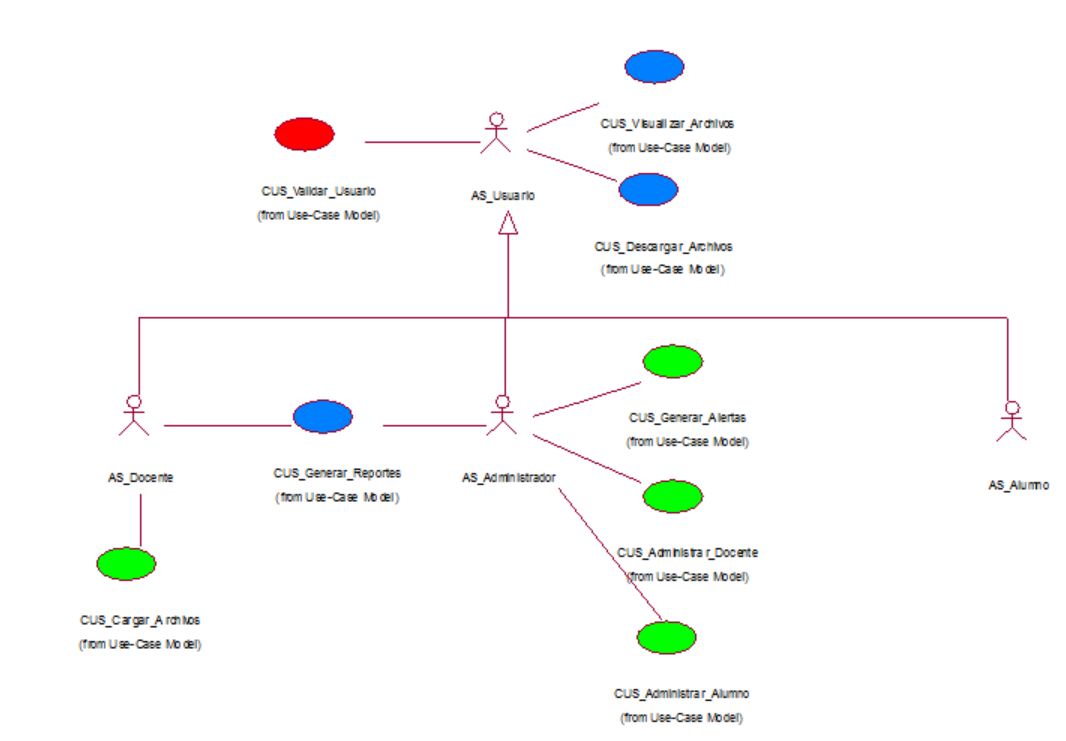 CUS_Visualizar_Archivos
(from Use-Case Model)
CUS_Validar_Usuario
(from Use-Case Model)
AS_Usuario
CUS_Descargar_Archivos
(from Use-Case Model)
CUS_Generar_Alertas
(from Use-Case Model)
AS_Docente
CUS_Generar_Reportes
(from Use-Case Model)
AS_Administrador
AS_Alumno
CUS_Administrar_Docente
(from Use-Case Model)
CUS_Cargar_Archivos
(from Use-Case Model)
CUS_Administrar_Alumno
(from Use-Case Model)